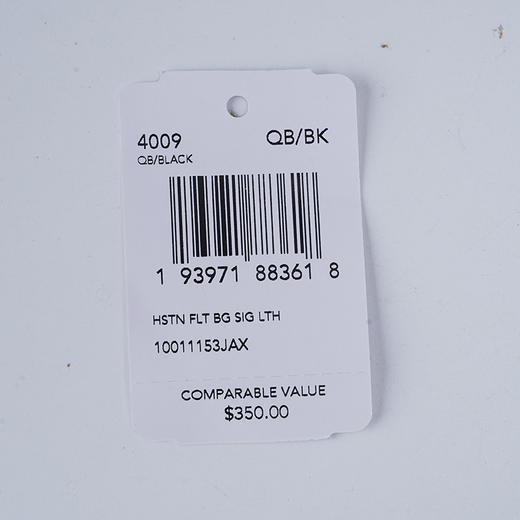 4009 QB/BK
QB/BLACK
1 93971 88361 8
HSTN FLT BG SIG LTH
10011153JAX
COMPARABLE VALUE
$350.00